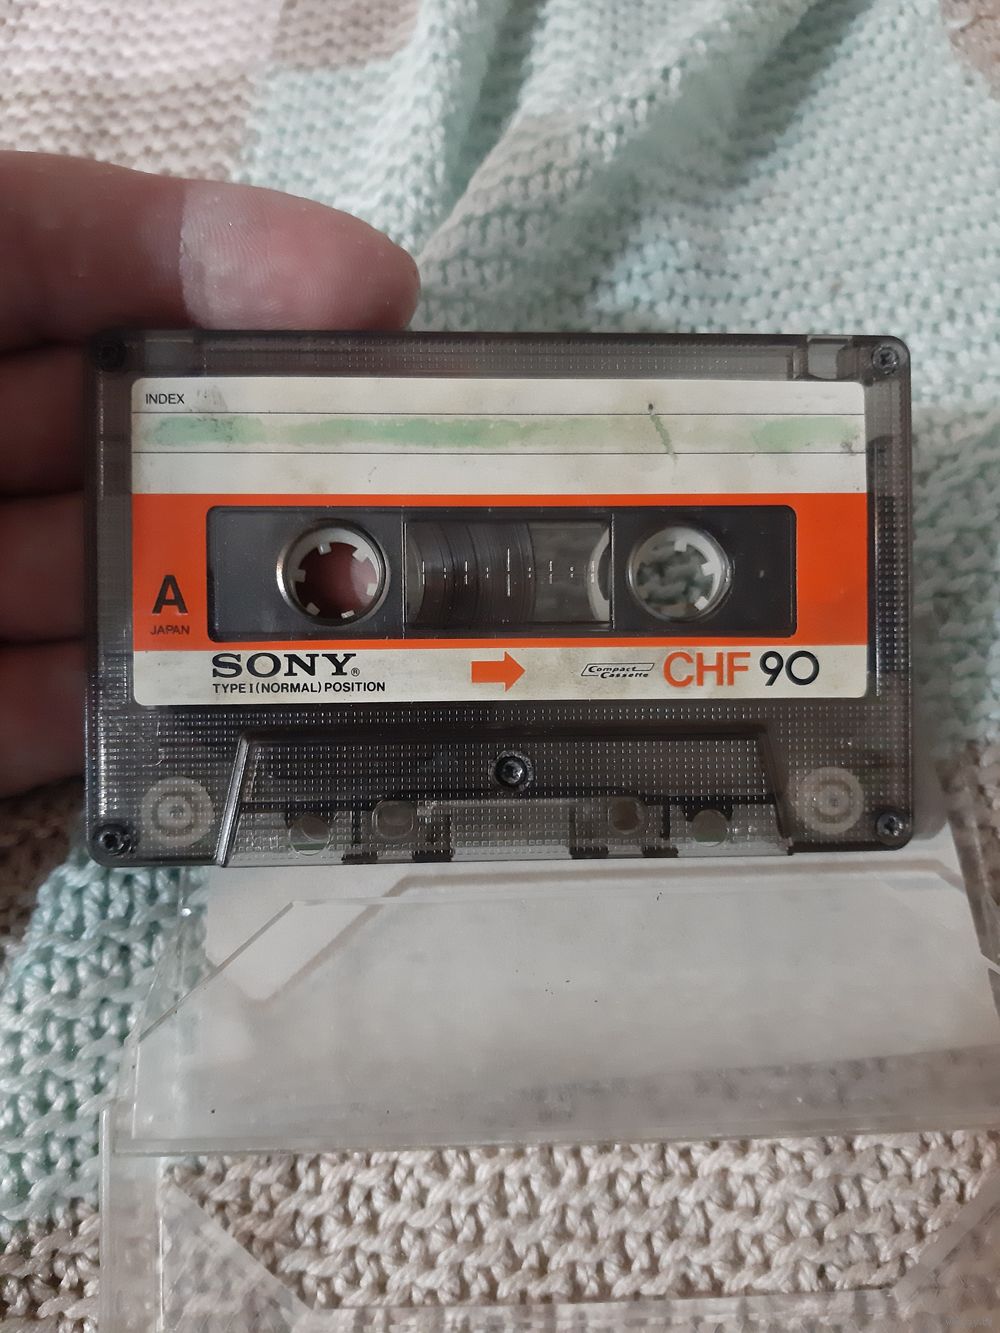 INDEX
A
JAPAN
SONY®
TYPE I (NORMAL) POSITION
Compact
Cassette
CHF 90